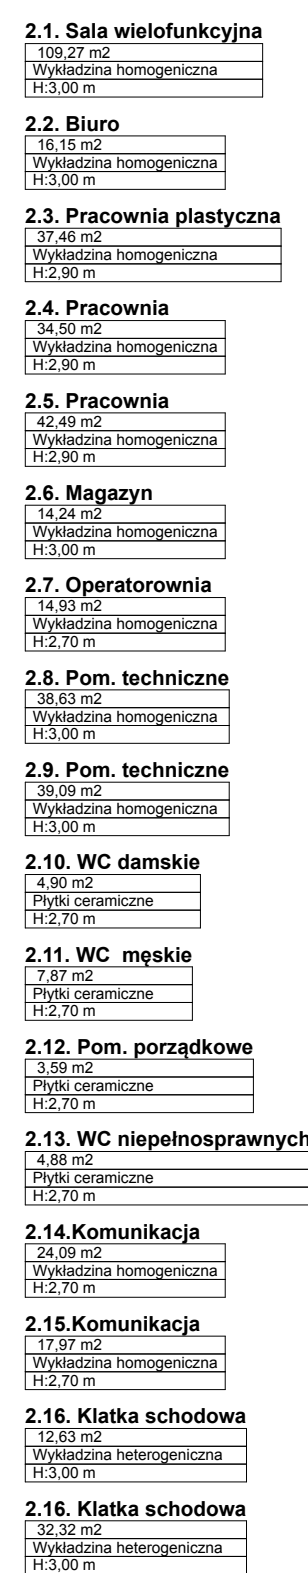 2.1. Sala wielofunkcyjna
109,27 m2
Wykładzina homogeniczna
H:3,00 m
2.2. Biuro
16,15 m2
Wykładzina homogeniczna
H:3,00 m
2.3. Pracownia plastyczna
37,46 m2
Wykładzina homogeniczna
H:2,90 m
2.4. Pracownia
34,50 m2
Wykładzina homogeniczna
H:2,90 m
2.5. Pracownia
42,49 m2
Wykładzina homogeniczna
H:2,90 m
2.6. Magazyn
14,24 m2
Wykładzina homogeniczna
H:3,00 m
2.7. Operatorownia
14,93 m2
Wykładzina homogeniczna
H:2,70 m
2.8. Pom. techniczne
38,63 m2
Wykładzina homogeniczna
H:3,00 m
2.9. Pom. techniczne
39,09 m2
Wykładzina homogeniczna
H:3,00 m
2.10. WC damskie
4,90 m2
Płytki ceramiczne
H:2,70 m
2.11. WC  męskie
7,87 m2
Płytki ceramiczne
H:2,70 m
2.12. Pom. porządkowe
3,59 m2
Płytki ceramiczne
H:2,70 m
2.13. WC niepełnosprawnych
4,88 m2
Płytki ceramiczne
H:2,70 m
2.14.Komunikacja
24,09 m2
Wykładzina homogeniczna
H:2,70 m
2.15.Komunikacja
17,97 m2
Wykładzina homogeniczna
H:2,70 m
2.16. Klatka schodowa
12,63 m2
Wykładzina heterogeniczna
H:3,00 m
2.16. Klatka schodowa
32,32 m2
Wykładzina heterogeniczna
H:3,00 m